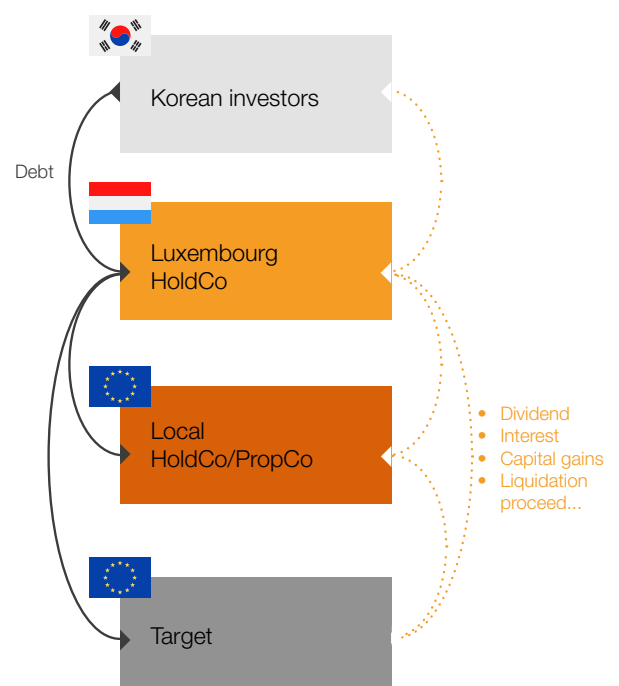 Korean investors
Debt
Luxembourg
HoldCo
Local
HoldCo/PropCo
• Dividend
• Interest
• Capital gains
• Liquidation
proceed...
Target